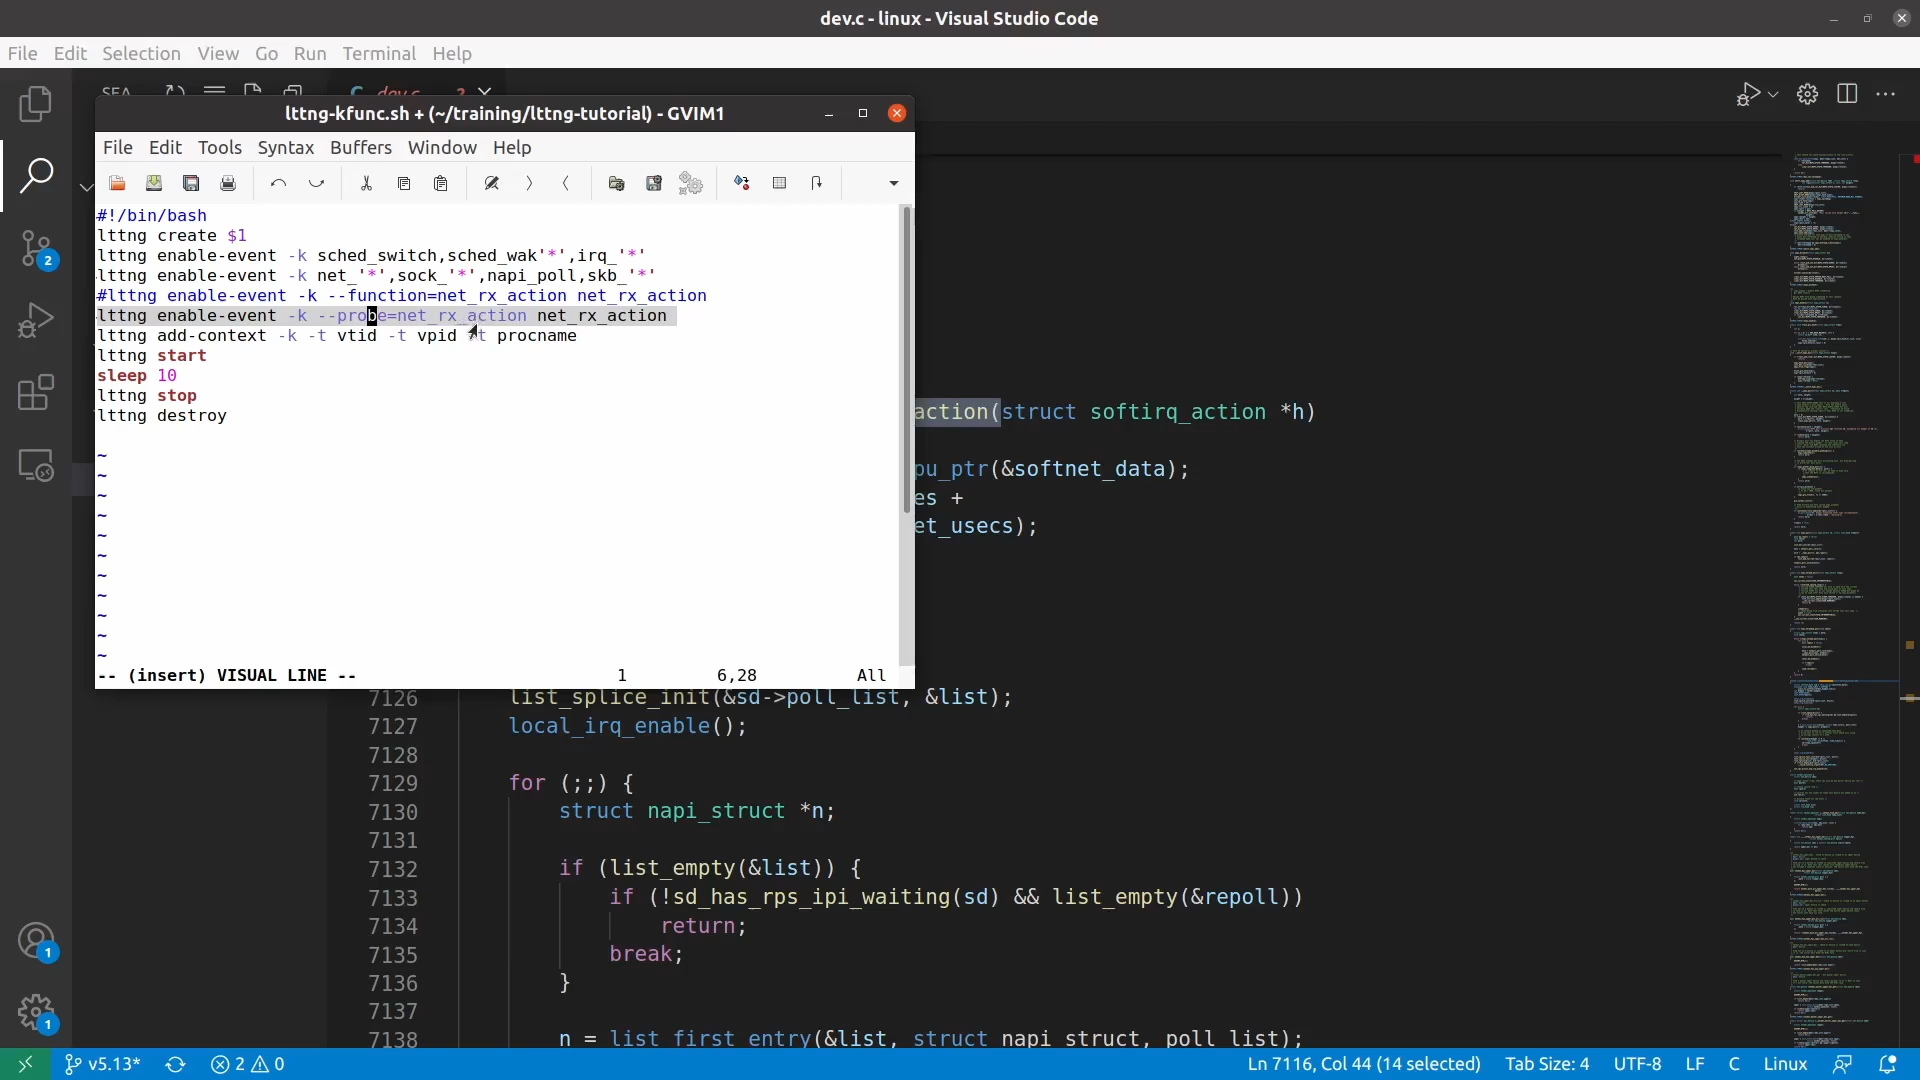 dev.c - linux - Visual Studio Code
File Edit Selection View Go Run Terminal Help
lttng-kfunc.sh + (~/training/lttng-tutorial) - GVIM1
File Edit Tools Syntax Buffers Window Help
#!/bin/bash
lttng create $1
lttng enable-event -k sched_switch,sched_wak'*',irq_'*'
lttng enable-event -k net_'*',sock_'*',napi_poll,skb_'*'
#lttng enable-event -k --function=net_rx_action net_rx_action
lttng enable-event -k --probe=net_rx_action net_rx_action
lttng add-context -k -t vtid -t vpid -t procname
lttng start
sleep 10
lttng stop
lttng destroy
~
~
~
~
~
~
~
~
~
~
~
-- (insert) VISUAL LINE -- 1 6,28 All
action(struct softirq_action *h)
pu_ptr(&softnet_data);
es +
et_usecs);
7126 list_splice_init(&sd->poll_list, &list);
7127 local_irq_enable();
7128
7129 for (;;) {
7130 struct napi_struct *n;
7131
7132 if (list_empty(&list)) {
7133 if (!sd_has_rps_ipi_waiting(sd) && list_empty(&repoll))
7134 return;
7135 break;
7136 }
7137
7138 n = list_first_entry(&list, struct napi_struct, poll_list);
2
1
1
v5.13* 2 0 Ln 7116, Col 44 (14 selected) Tab Size: 4 UTF-8 LF C Linux